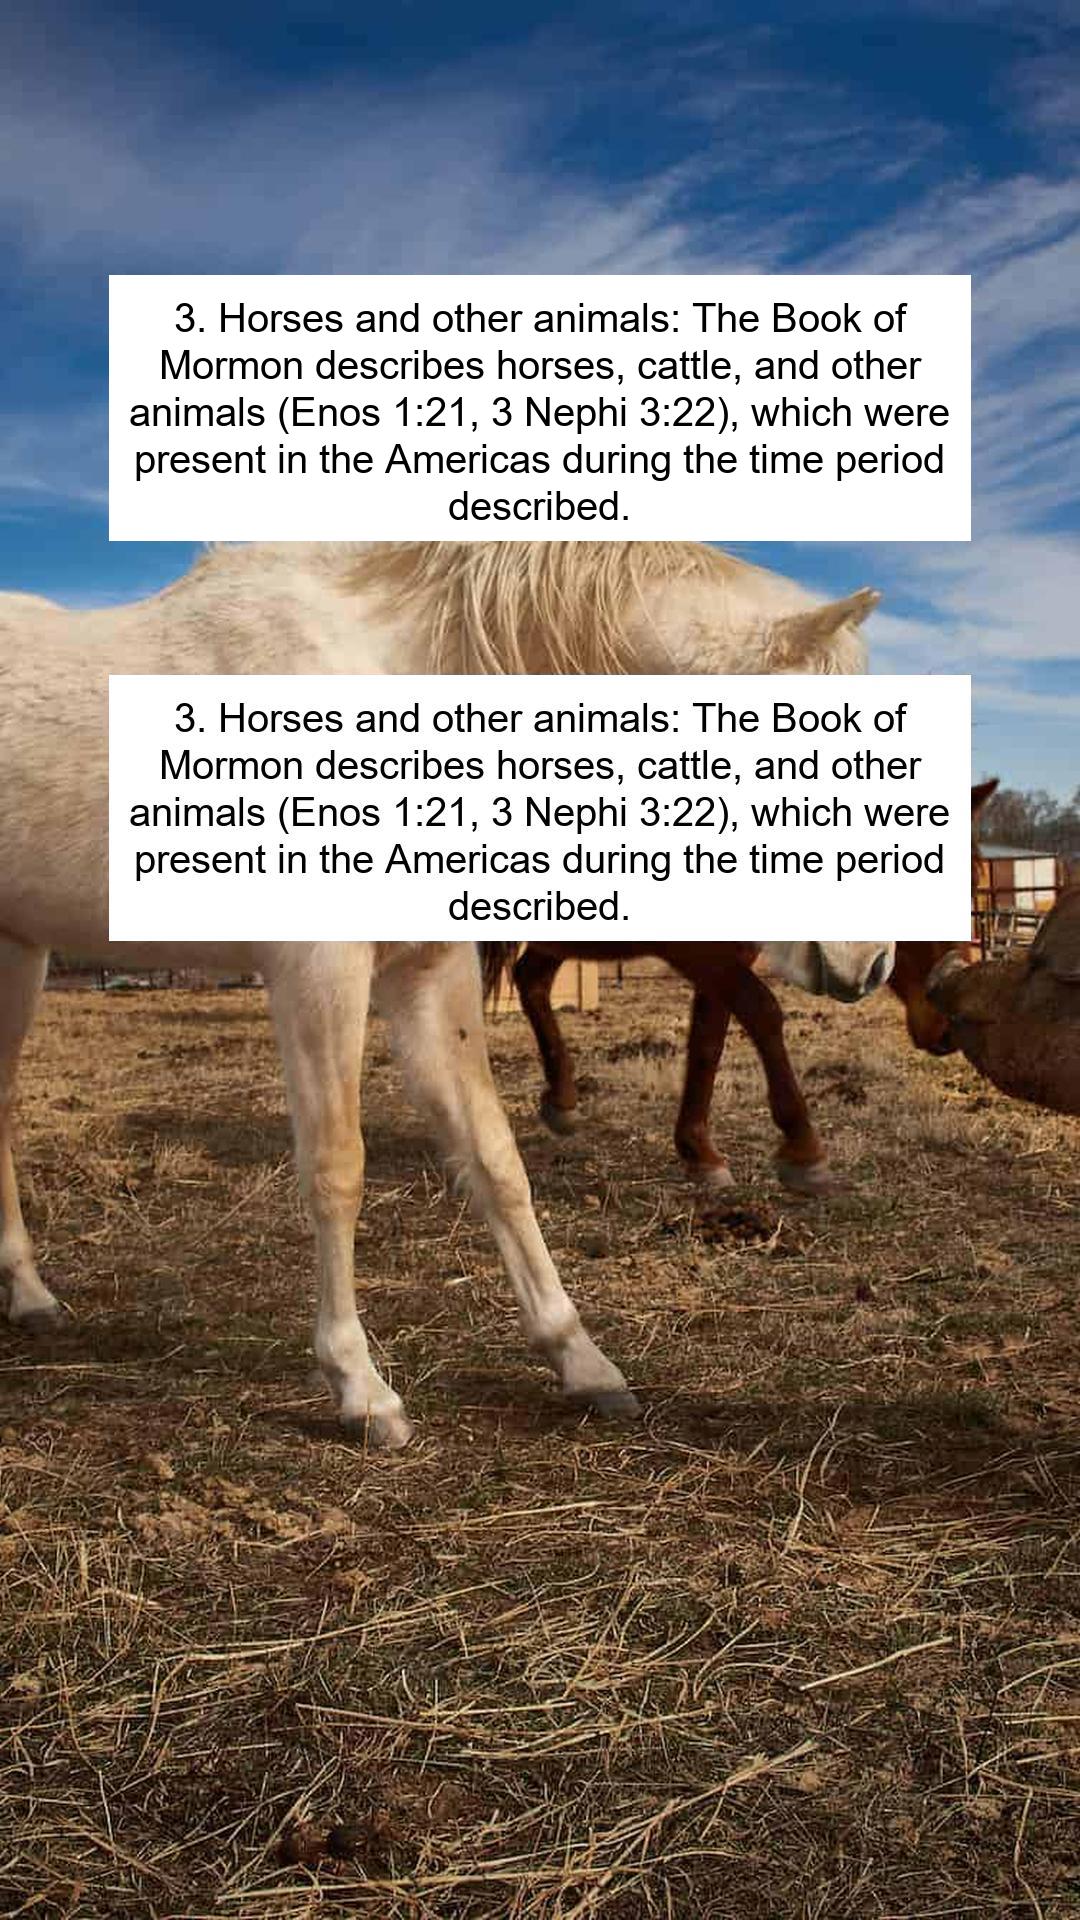 3. Horses and other animals: The Book of
Mormon describes horses, cattle, and other
animals (Enos 1:21, 3 Nephi 3:22), which were
present in the Americas during the time period
described.
3. Horses and other animals: The Book of
Mormon describes horses, cattle, and other
animals (Enos 1:21, 3 Nephi 3:22), which were
present in the Americas during the time period
described.